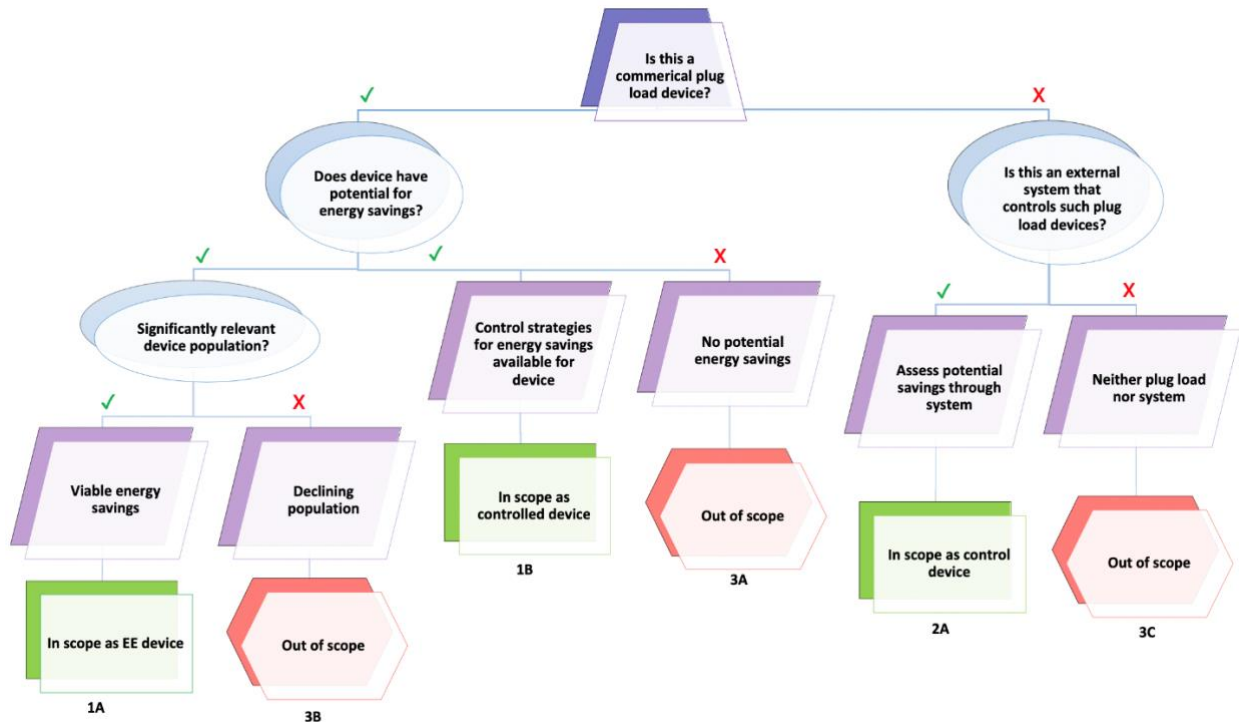 Is this a
commerical plug
load device?
✓
X
Does device have
potential for
energy savings?
Is this an external
system that
controls such plug
load devices?
✓
✓
X
✓
X
Significantly relevant
device population?
Control strategies
for energy savings
available for
device
No potential
energy savings
Assess potential
savings through
system
Neither plug load
nor system
✓
X
Viable energy
savings
Declining
population
In scope as
controlled device
Out of scope
In scope as control
device
Out of scope
1B
3A
In scope as EE device
Out of scope
2A
3C
1A
3B